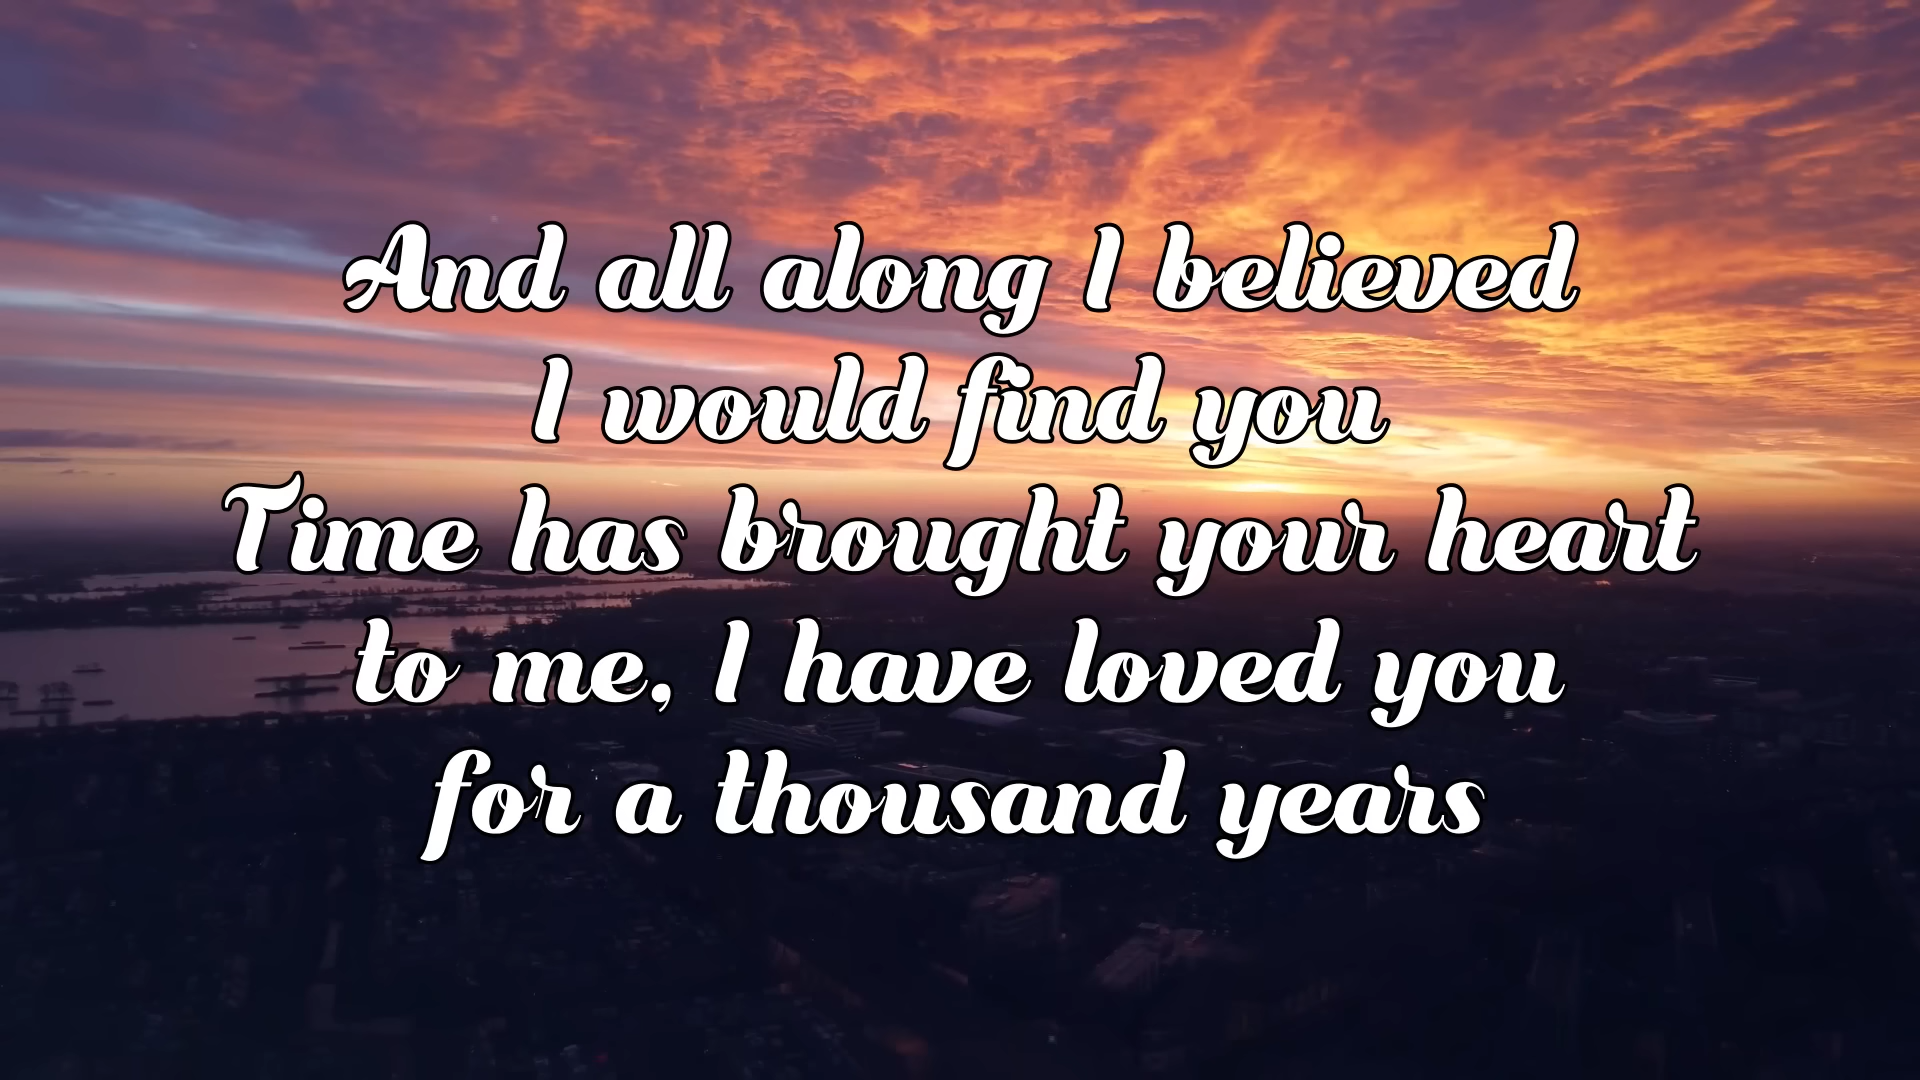 And all along I believed
I would find you
Time has brought your heart
to me, I have loved you
for a thousand years